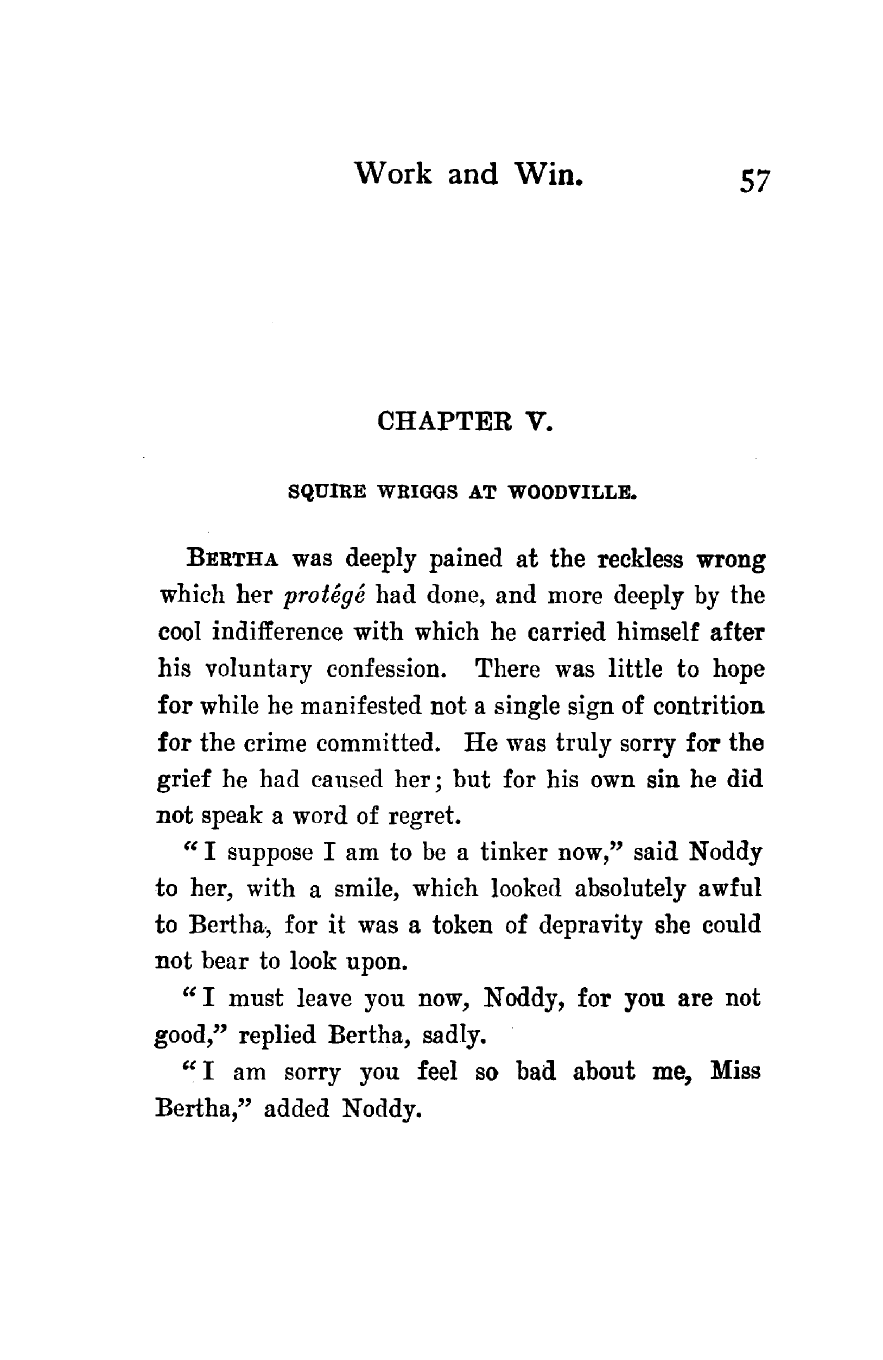 Work and Win. 57
CHAPTER V.
SQUIRE WRIGGS AT WOODVILLE.
BERTHA was deeply pained at the reckless wrong
which her protégé had done, and more deeply by the
cool indifference with which he carried himself after
his voluntary confession. There was little to hope
for while he manifested not a single sign of contrition
for the crime committed. He was truly sorry for the
grief he had caused her; but for his own sin he did
not speak a word of regret.
“I suppose I am to be a tinker now,” said Noddy
to her, with a smile, which looked absolutely awful
to Bertha, for it was a token of depravity she could
not bear to look upon.
“I must leave you now, Noddy, for you are not
good,” replied Bertha, sadly.
“I am sorry you feel so bad about me, Miss
Bertha,” added Noddy.